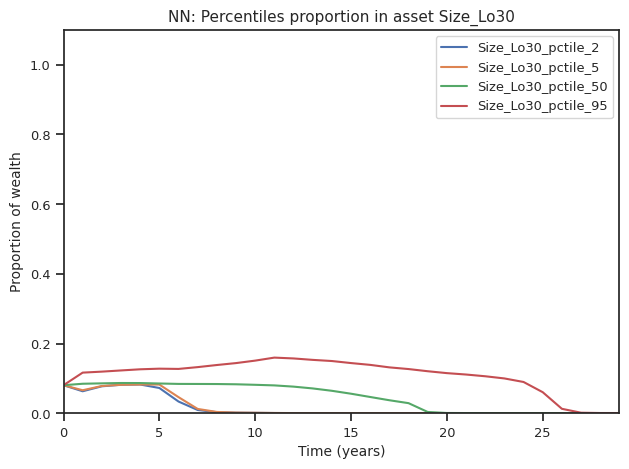 NN: Percentiles proportion in asset Size_Lo30
Size_Lo30_pctile_2
Size_Lo30_pctile_5
Size_Lo30_pctile_50
Size_Lo30_pctile_95
1.0
0.8
0.6
0.4
0.2
0.0
Proportion of wealth
0
5
10
15
20
25
Time (years)